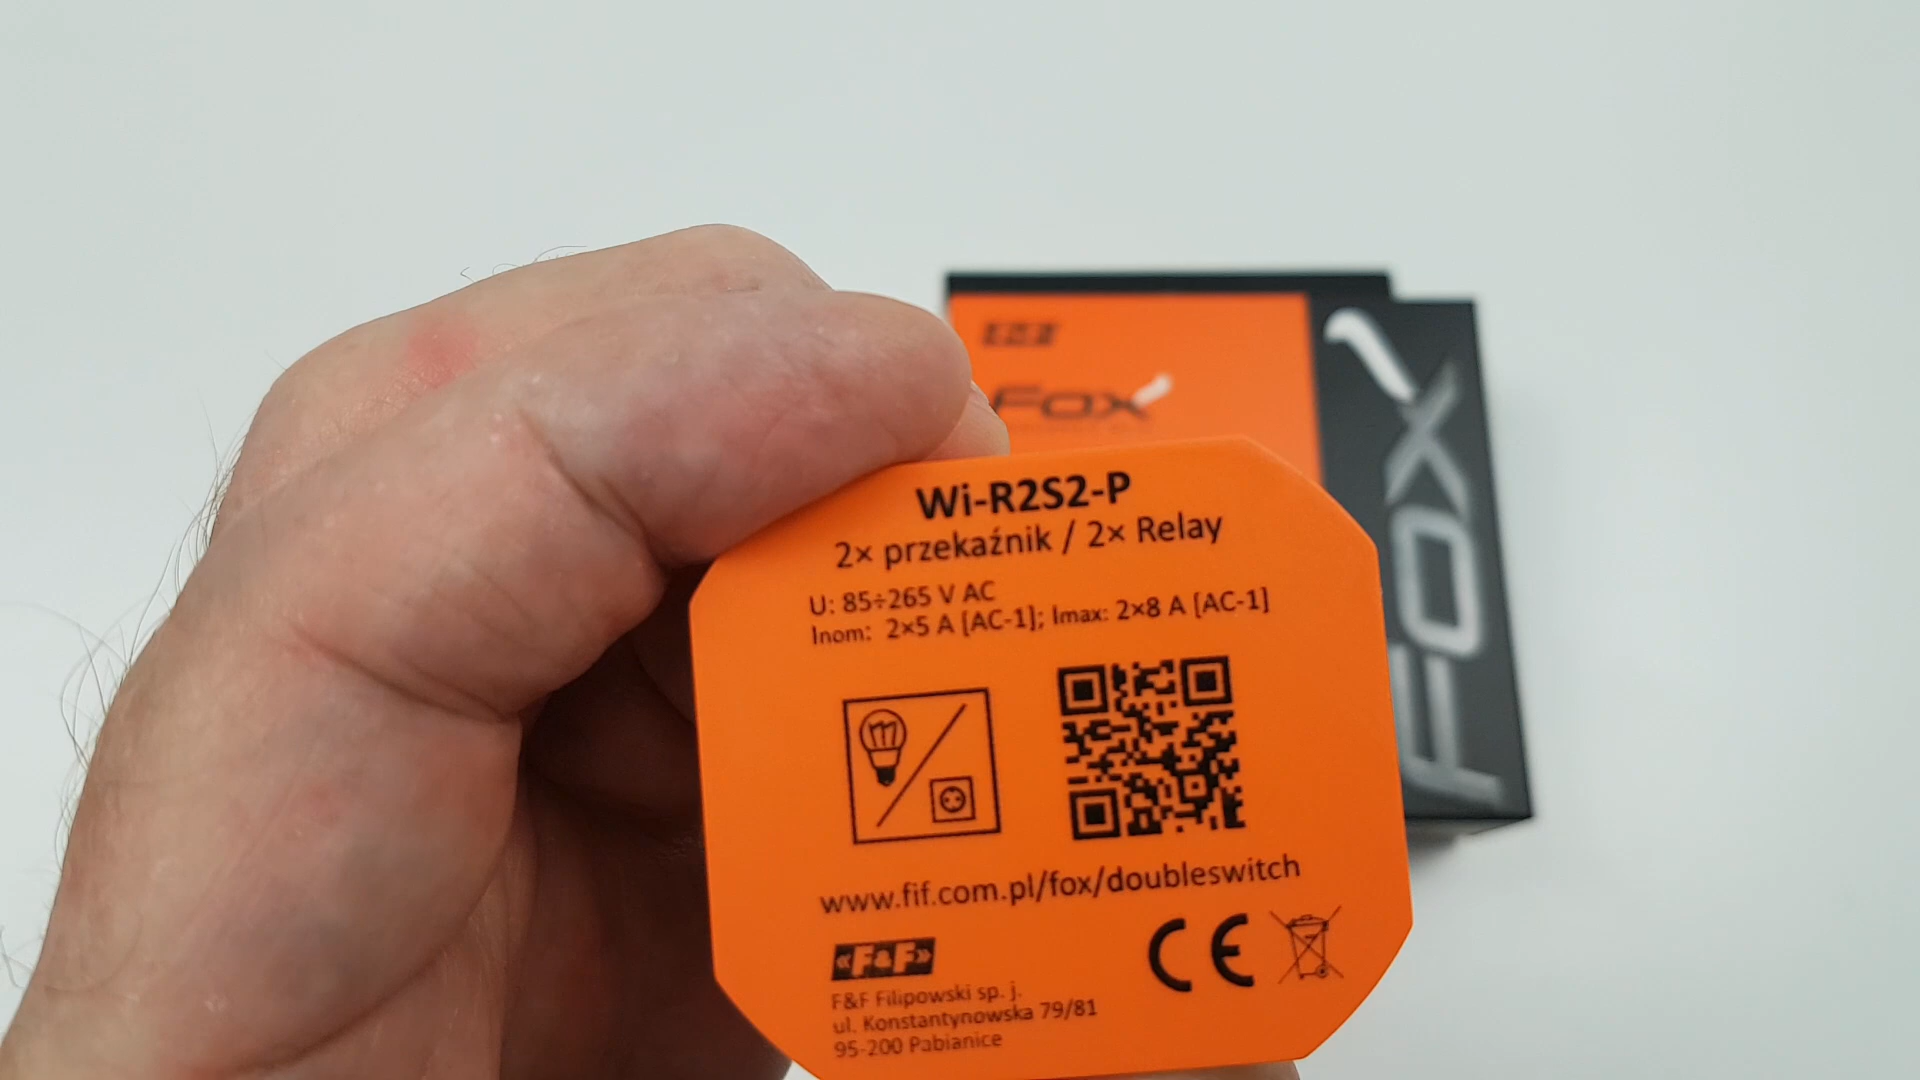 F&F
Fox
FOX
Wi-R2S2-P
2× przekaźnik / 2× Relay
U: 85÷265 V AC
Inom: 2×5 A [AC-1]; Imax: 2×8 A [AC-1]
www.fif.com.pl/fox/doubleswitch
«F&F»
CE
F&F Filipowski sp. j.
ul. Konstantynowska 79/81
95-200 Pabianice